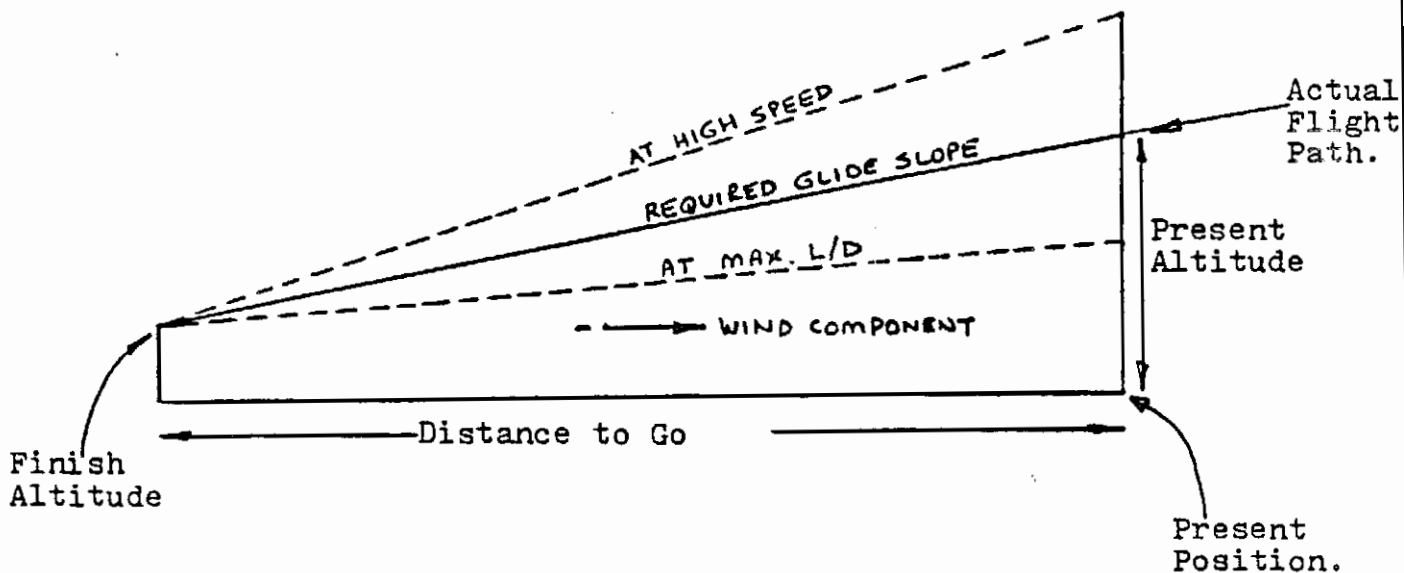 AT HIGH SPEED
Actual
Flight
Path.
REQUIRED GLIDE SLOPE
Present
Altitude
AT MAX. L/D
WIND COMPONENT
Distance to Go
Finish
Altitude
Present
Position.